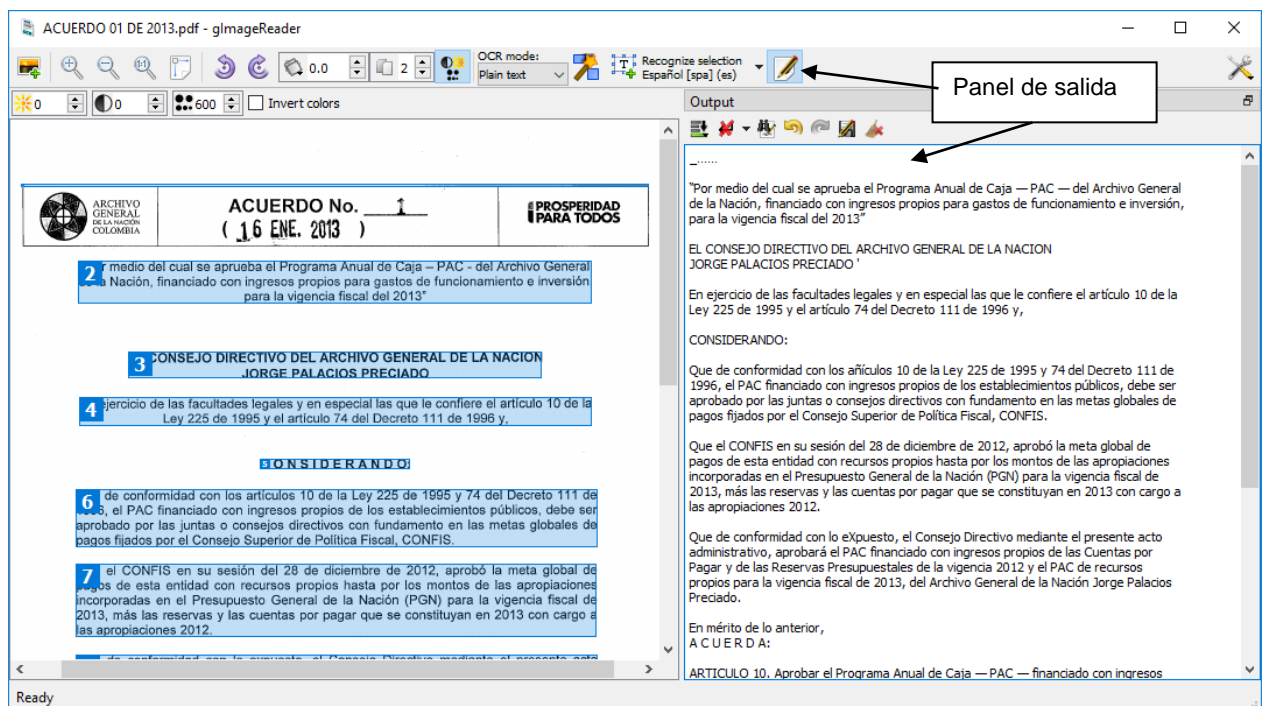 ACUERDO 01 DE 2013.pdf - gImageReader
0.0
2
OCR mode:
Plain text
Recognize selection
Español [spa] (es)
Panel de salida
0
0
600
Invert colors
Output
ARCHIVO
GENERAL
DE LA NACIÓN
COLOMBIA
ACUERDO No. 1
( 16 ENE. 2013 )
PROSPERIDAD
PARA TODOS
2 r medio del cual se aprueba el Programa Anual de Caja – PAC - del Archivo General
Nación, financiado con ingresos propios para gastos de funcionamiento e inversión
para la vigencia fiscal del 2013"
3 CONSEJO DIRECTIVO DEL ARCHIVO GENERAL DE LA NACION
JORGE PALACIOS PRECIADO
4 ejercicio de las facultades legales y en especial las que le confiere el artículo 10 de la
Ley 225 de 1995 y el artículo 74 del Decreto 111 de 1996 y,
5 O N S I D E R A N D O:
6 de conformidad con los artículos 10 de la Ley 225 de 1995 y 74 del Decreto 111 de
, el PAC financiado con ingresos propios de los establecimientos públicos, debe ser
aprobado por las juntas o consejos directivos con fundamento en las metas globales de
pagos fijados por el Consejo Superior de Política Fiscal, CONFIS.
7 el CONFIS en su sesión del 28 de diciembre de 2012, aprobó la meta global de
pagos de esta entidad con recursos propios hasta por los montos de las apropiaciones
incorporadas en el Presupuesto General de la Nación (PGN) para la vigencia fiscal de
2013, más las reservas y las cuentas por pagar que se constituyan en 2013 con cargo a
las apropiaciones 2012.
de conformidad con lo expuesto, el Consejo Directivo mediante el presente acto
_......
"Por medio del cual se aprueba el Programa Anual de Caja — PAC — del Archivo General
de la Nación, financiado con ingresos propios para gastos de funcionamiento e inversión,
para la vigencia fiscal del 2013"
EL CONSEJO DIRECTIVO DEL ARCHIVO GENERAL DE LA NACION
JORGE PALACIOS PRECIADO '
En ejercicio de las facultades legales y en especial las que le confiere el artículo 10 de la
Ley 225 de 1995 y el artículo 74 del Decreto 111 de 1996 y,
CONSIDERANDO:
Que de conformidad con los añículos 10 de la Ley 225 de 1995 y 74 del Decreto 111 de
1996, el PAC financiado con ingresos propios de los establecimientos públicos, debe ser
aprobado por las juntas o consejos directivos con fundamento en las metas globales de
pagos fijados por el Consejo Superior de Política Fiscal, CONFIS.
Que el CONFIS en su sesión del 28 de diciembre de 2012, aprobó la meta global de
pagos de esta entidad con recursos propios hasta por los montos de las apropiaciones
incorporadas en el Presupuesto General de la Nación (PGN) para la vigencia fiscal de
2013, más las reservas y las cuentas por pagar que se constituyan en 2013 con cargo a
las apropiaciones 2012.
Que de conformidad con lo eXpuesto, el Consejo Directivo mediante el presente acto
administrativo, aprobará el PAC financiado con ingresos propios de las Cuentas por
Pagar y de las Reservas Presupuestales de la vigencia 2012 y el PAC de recursos
propios para la vigencia fiscal de 2013, del Archivo General de la Nación Jorge Palacios
Preciado.
En mérito de lo anterior,
A C U E R D A:
ARTICULO 10. Aprobar el Programa Anual de Caja — PAC — financiado con ingresos
Ready